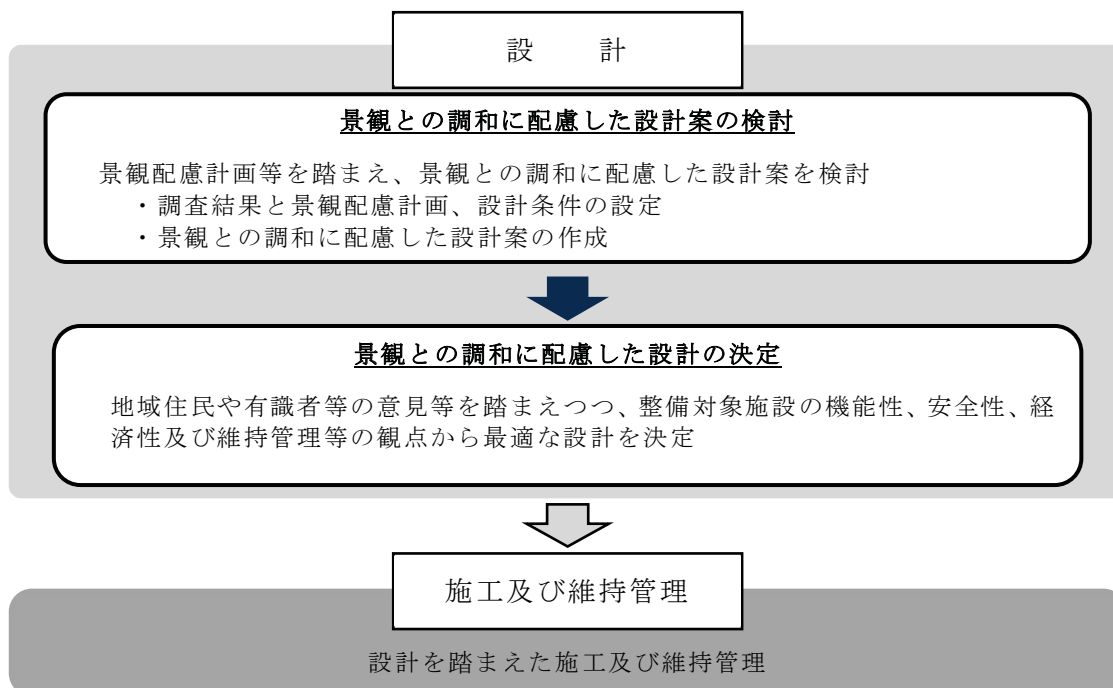 設　　計
景観との調和に配慮した設計案の検討
景観配慮計画等を踏まえ、景観との調和に配慮した設計案を検討
・調査結果と景観配慮計画、設計条件の設定
・景観との調和に配慮した設計案の作成
景観との調和に配慮した設計の決定
地域住民や有識者等の意見等を踏まえつつ、整備対象施設の機能性、安全性、経
済性及び維持管理等の観点から最適な設計を決定
施工及び維持管理
設計を踏まえた施工及び維持管理